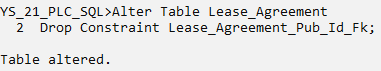 YS_21_PLC_SQL>Alter Table Lease_Agreement
2 Drop Constraint Lease_Agreement_Pub_Id_Fk;
Table altered.